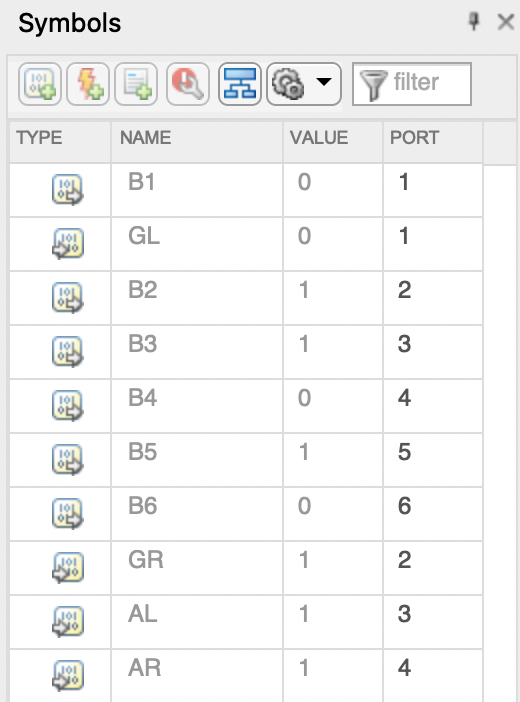 Symbols
filter
TYPE NAME VALUE PORT
B1 0 1
GL 0 1
B2 1 2
B3 1 3
B4 0 4
B5 1 5
B6 0 6
GR 1 2
AL 1 3
AR 1 4